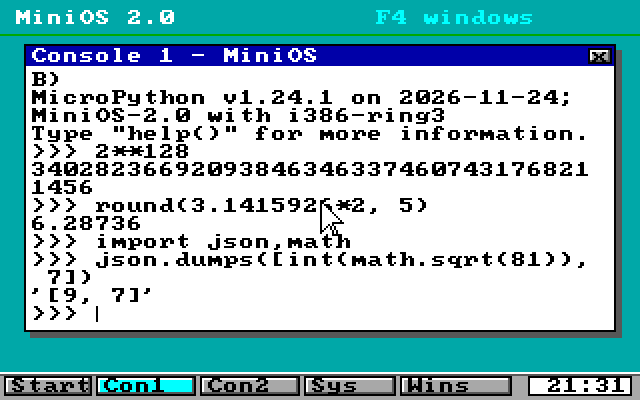 MiniOS 2.0 F4 windows
Console 1 - MiniOS
B)
MicroPython v1.24.1 on 2026-11-24;
MiniOS-2.0 with i386-ring3
Type "help()" for more information.
>>> 2**128
34028236692093846346337460743176821
1456
>>> round(3.1415926*2, 5)
6.28736
>>> import json,math
>>> json.dumps([int(math.sqrt(81)),
7])
'[9, 7]'
>>>
Start Con1 Con2 Sys Wins 21:31